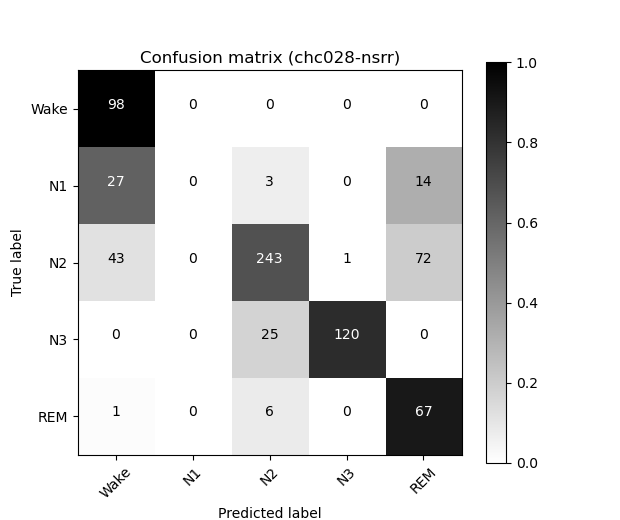 Confusion matrix (chc028-nsrr)
Wake 98 0 0 0 0
N1 27 0 3 0 14
N2 43 0 243 1 72
N3 0 0 25 120 0
REM 1 0 6 0 67
Wake N1 N2 N3 REM
Predicted label
True label
1.0
0.8
0.6
0.4
0.2
0.0